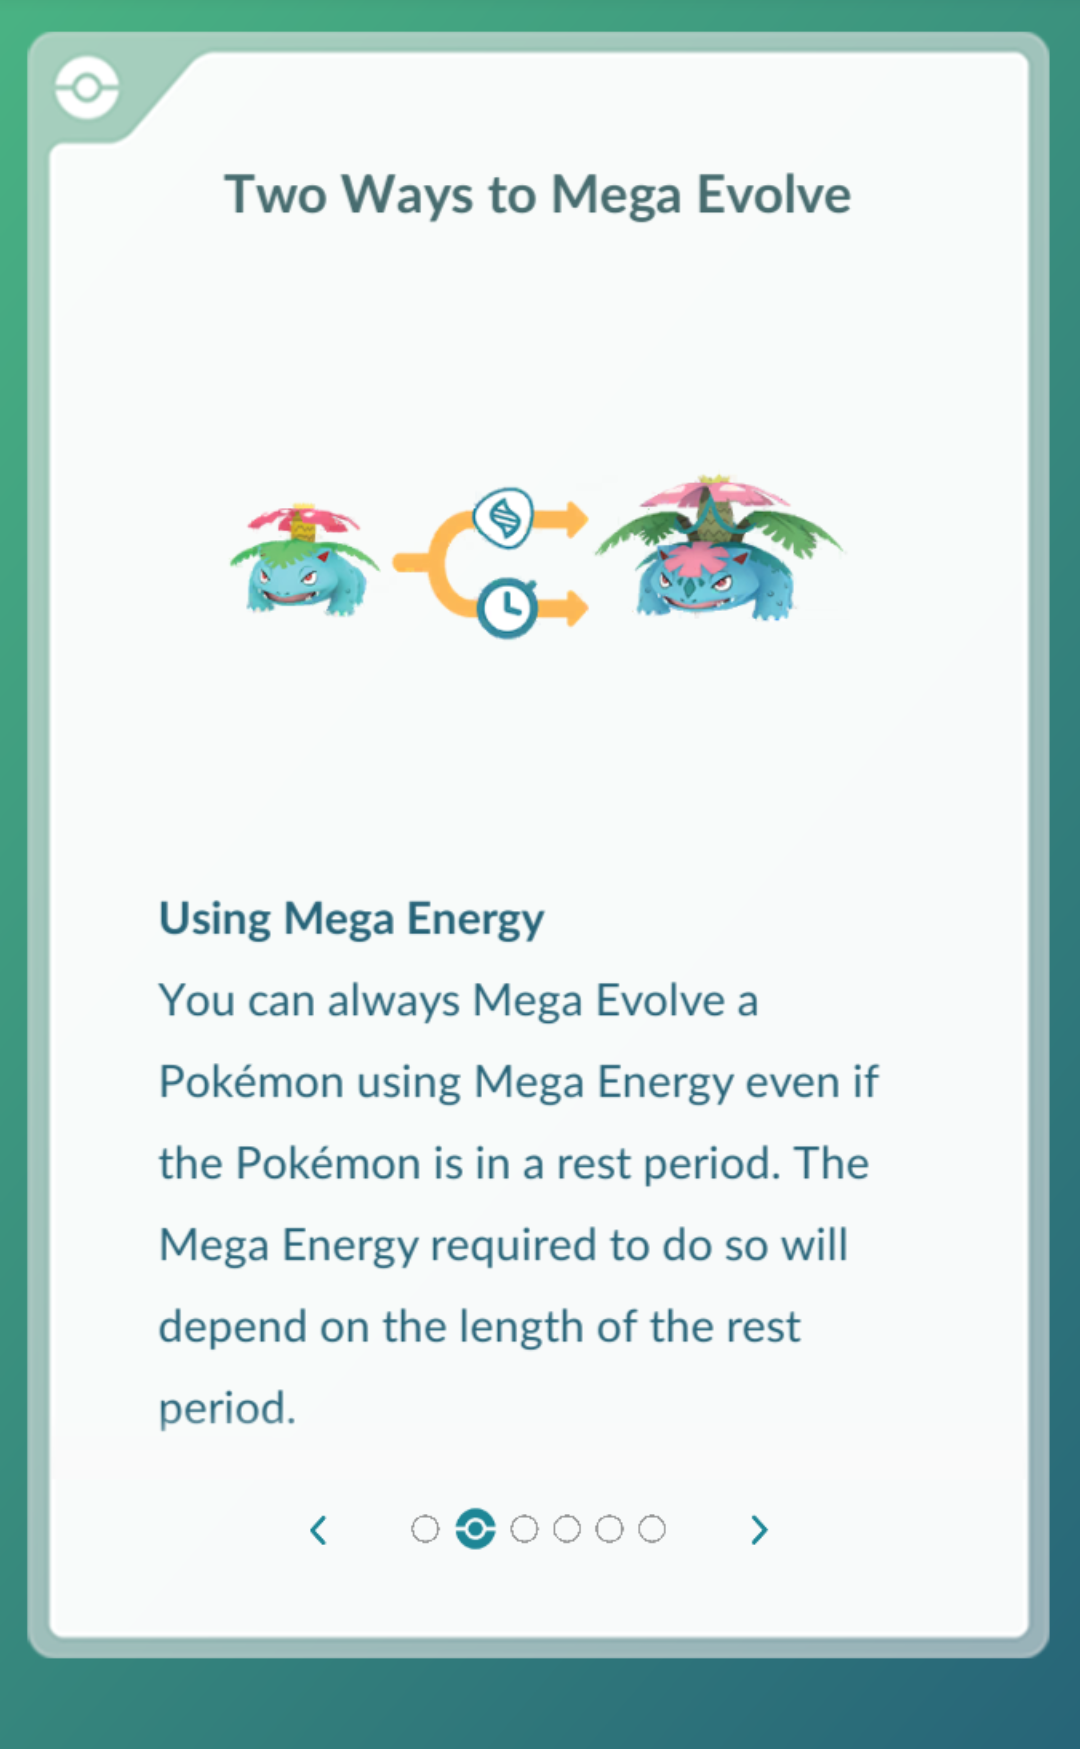 Two Ways to Mega Evolve
Using Mega Energy
You can always Mega Evolve a
Pokémon using Mega Energy even if
the Pokémon is in a rest period. The
Mega Energy required to do so will
depend on the length of the rest
period.